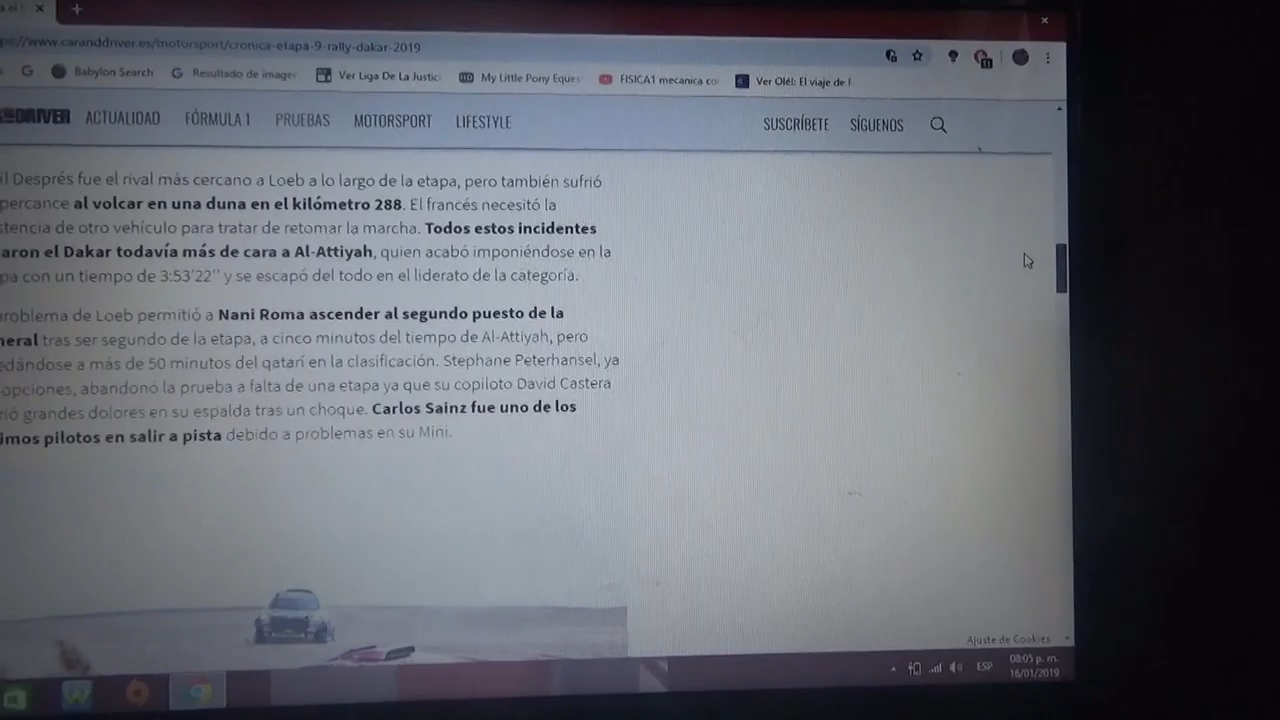 ://www.caranddriver.es/motorsport/cronica-etapa-9-rally-dakar-2019
Babylon Search
Resultado de imagen
Ver Liga De La Justic
My Little Pony Eques
FISICA1 mecanica co
Ver Olé!: El viaje de F
DRIVER
ACTUALIDAD
FÓRMULA 1
PRUEBAS
MOTORSPORT
LIFESTYLE
SUSCRÍBETE
SÍGUENOS
il Després fue el rival más cercano a Loeb a lo largo de la etapa, pero también sufrió
percance al volcar en una duna en el kilómetro 288. El francés necesitó la
stencia de otro vehículo para tratar de retomar la marcha. Todos estos incidentes
aron el Dakar todavía más de cara a Al-Attiyah, quien acabó imponiéndose en la
pa con un tiempo de 3:53'22'' y se escapó del todo en el liderato de la categoría.
problema de Loeb permitió a Nani Roma ascender al segundo puesto de la
neral tras ser segundo de la etapa, a cinco minutos del tiempo de Al-Attiyah, pero
edándose a más de 50 minutos del qatarí en la clasificación. Stephane Peterhansel, ya
opciones, abandonó la prueba a falta de una etapa ya que su copiloto David Castera
rió grandes dolores en su espalda tras un choque. Carlos Sainz fue uno de los
imos pilotos en salir a pista debido a problemas en su Mini.
Ajuste de Cookies
ESP
08:05 p. m.
16/01/2019